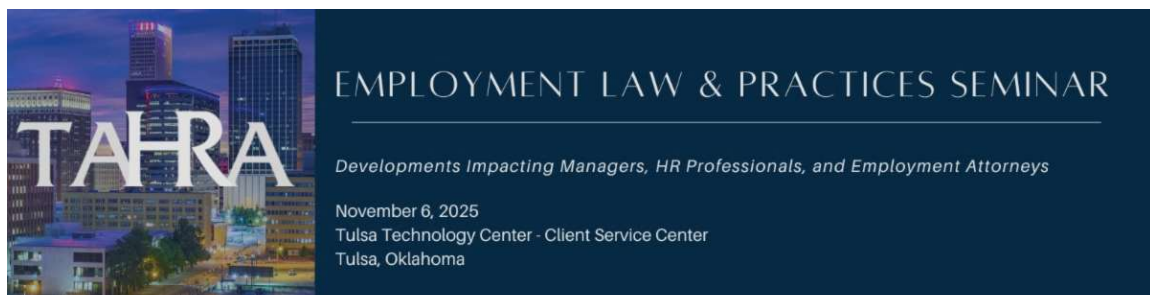 TAHRA
EMPLOYMENT LAW & PRACTICES SEMINAR
Developments Impacting Managers, HR Professionals, and Employment Attorneys
November 6, 2025
Tulsa Technology Center - Client Service Center
Tulsa, Oklahoma